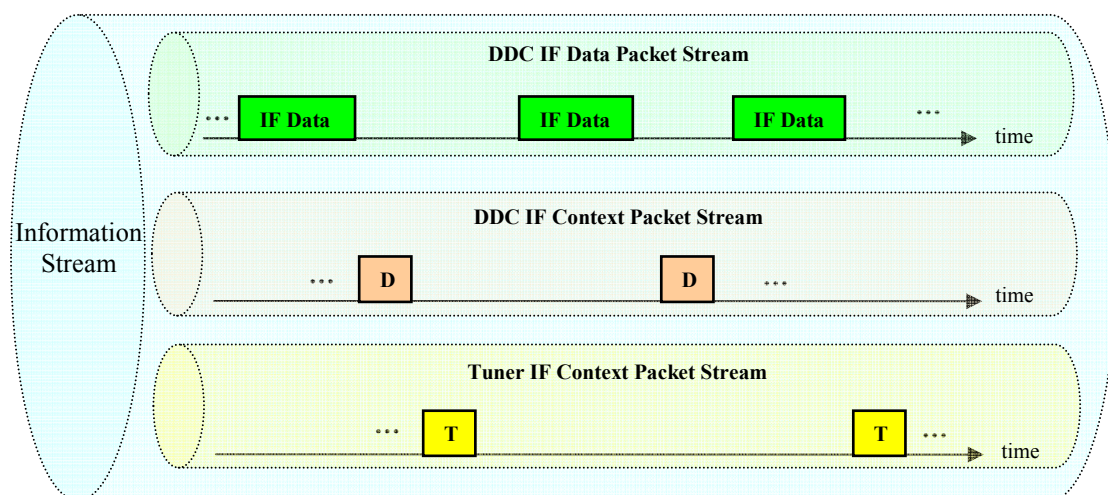 DDC IF Data Packet Stream
... IF Data IF Data IF Data ...
time
Information
Stream
DDC IF Context Packet Stream
... D D ...
time
Tuner IF Context Packet Stream
... T T ...
time